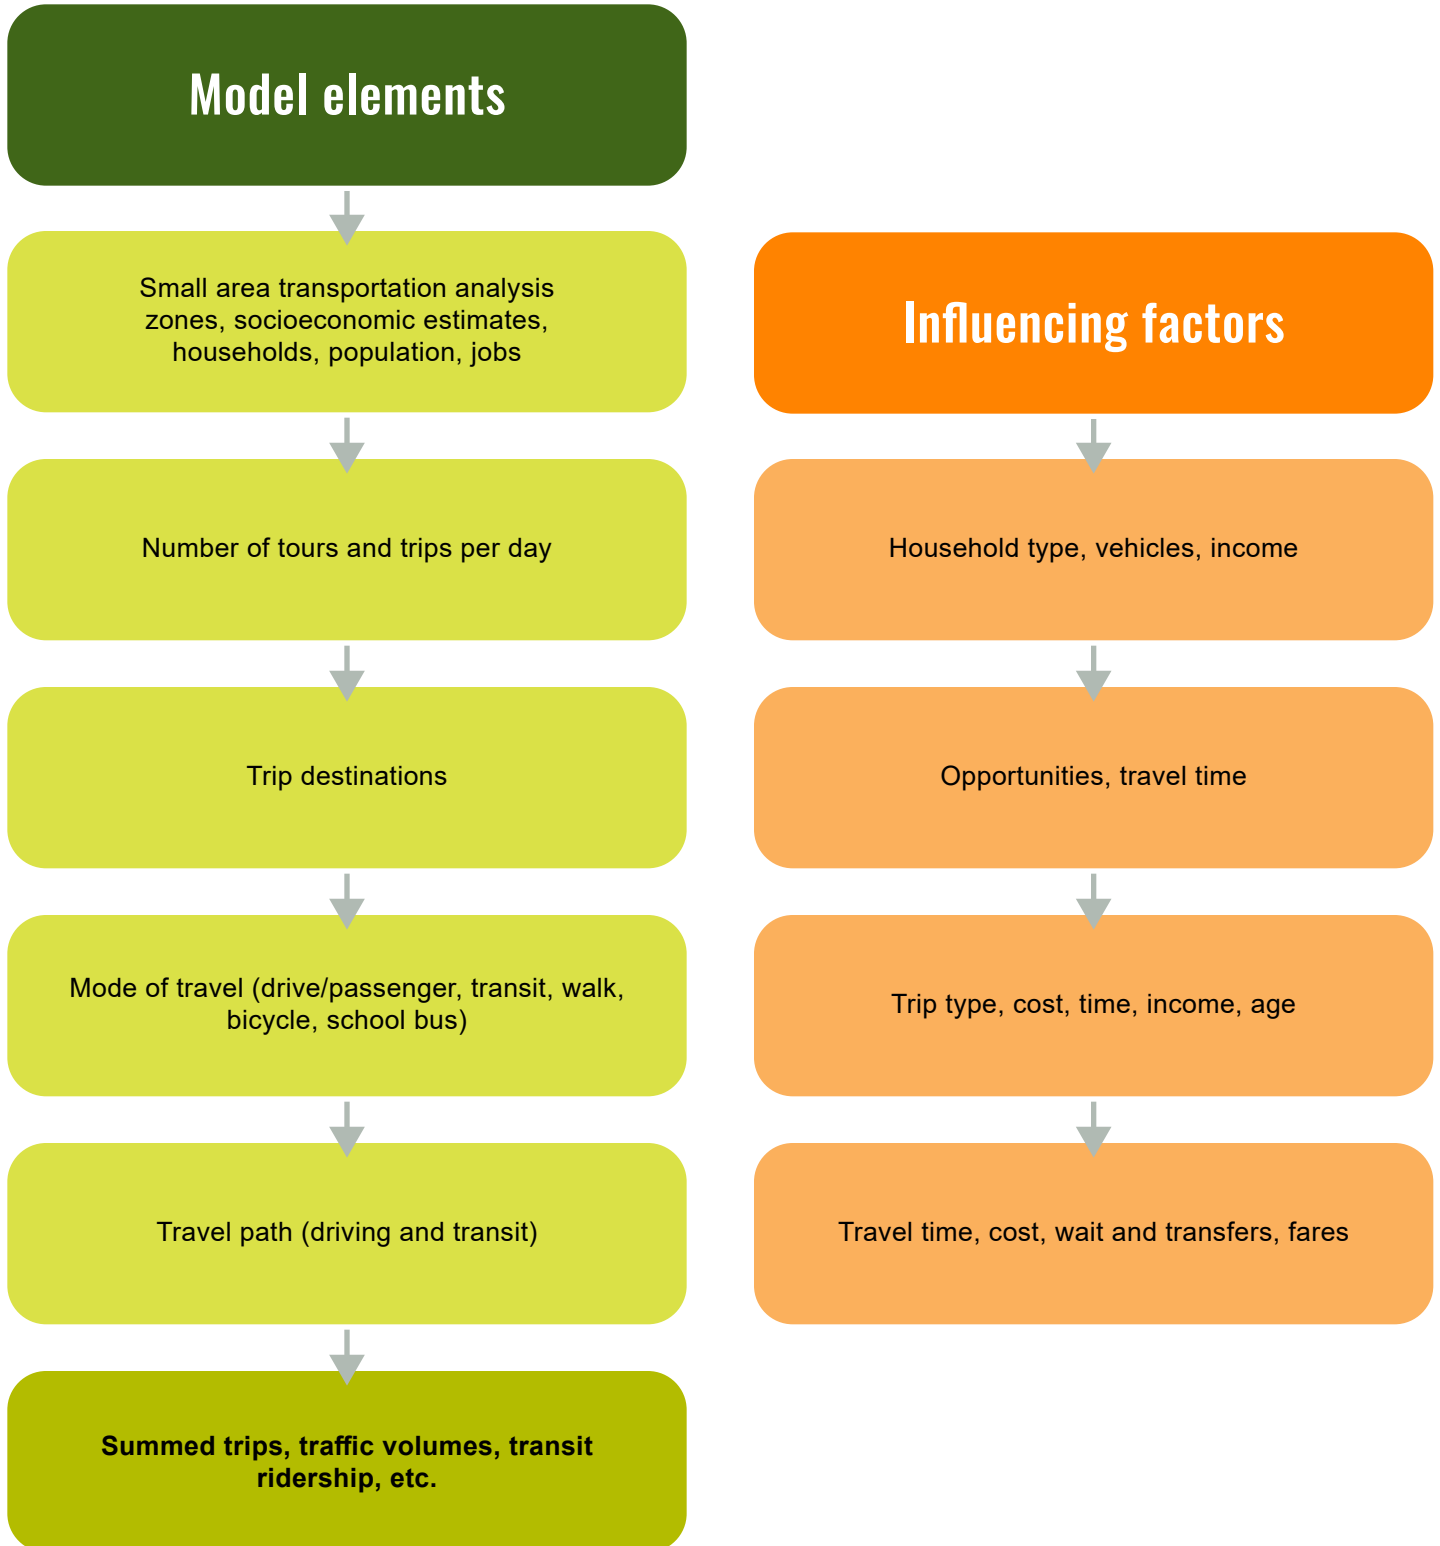 Model elements
Small area transportation analysis
zones, socioeconomic estimates,
households, population, jobs
Number of tours and trips per day
Trip destinations
Mode of travel (drive/passenger, transit, walk,
bicycle, school bus)
Travel path (driving and transit)
Summed trips, traffic volumes, transit
ridership, etc.
Influencing factors
Household type, vehicles, income
Opportunities, travel time
Trip type, cost, time, income, age
Travel time, cost, wait and transfers, fares